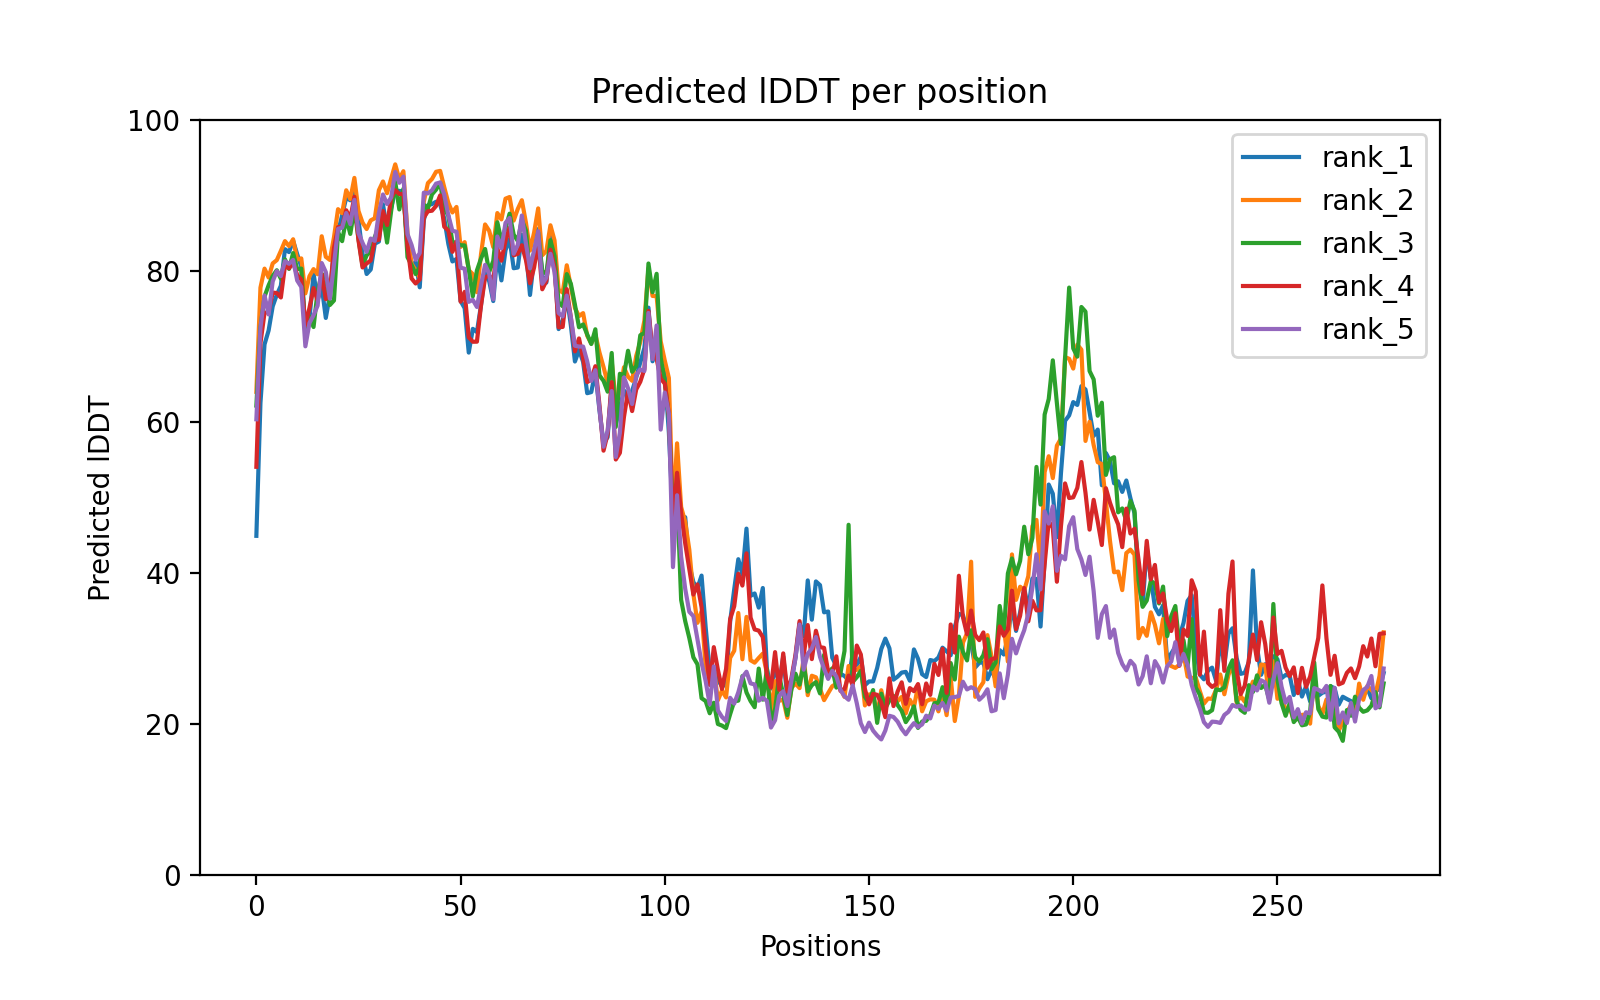 Predicted lDDT per position
100
80
60
40
20
0
Predicted lDDT
0 50 100 150 200 250
Positions
rank_1
rank_2
rank_3
rank_4
rank_5